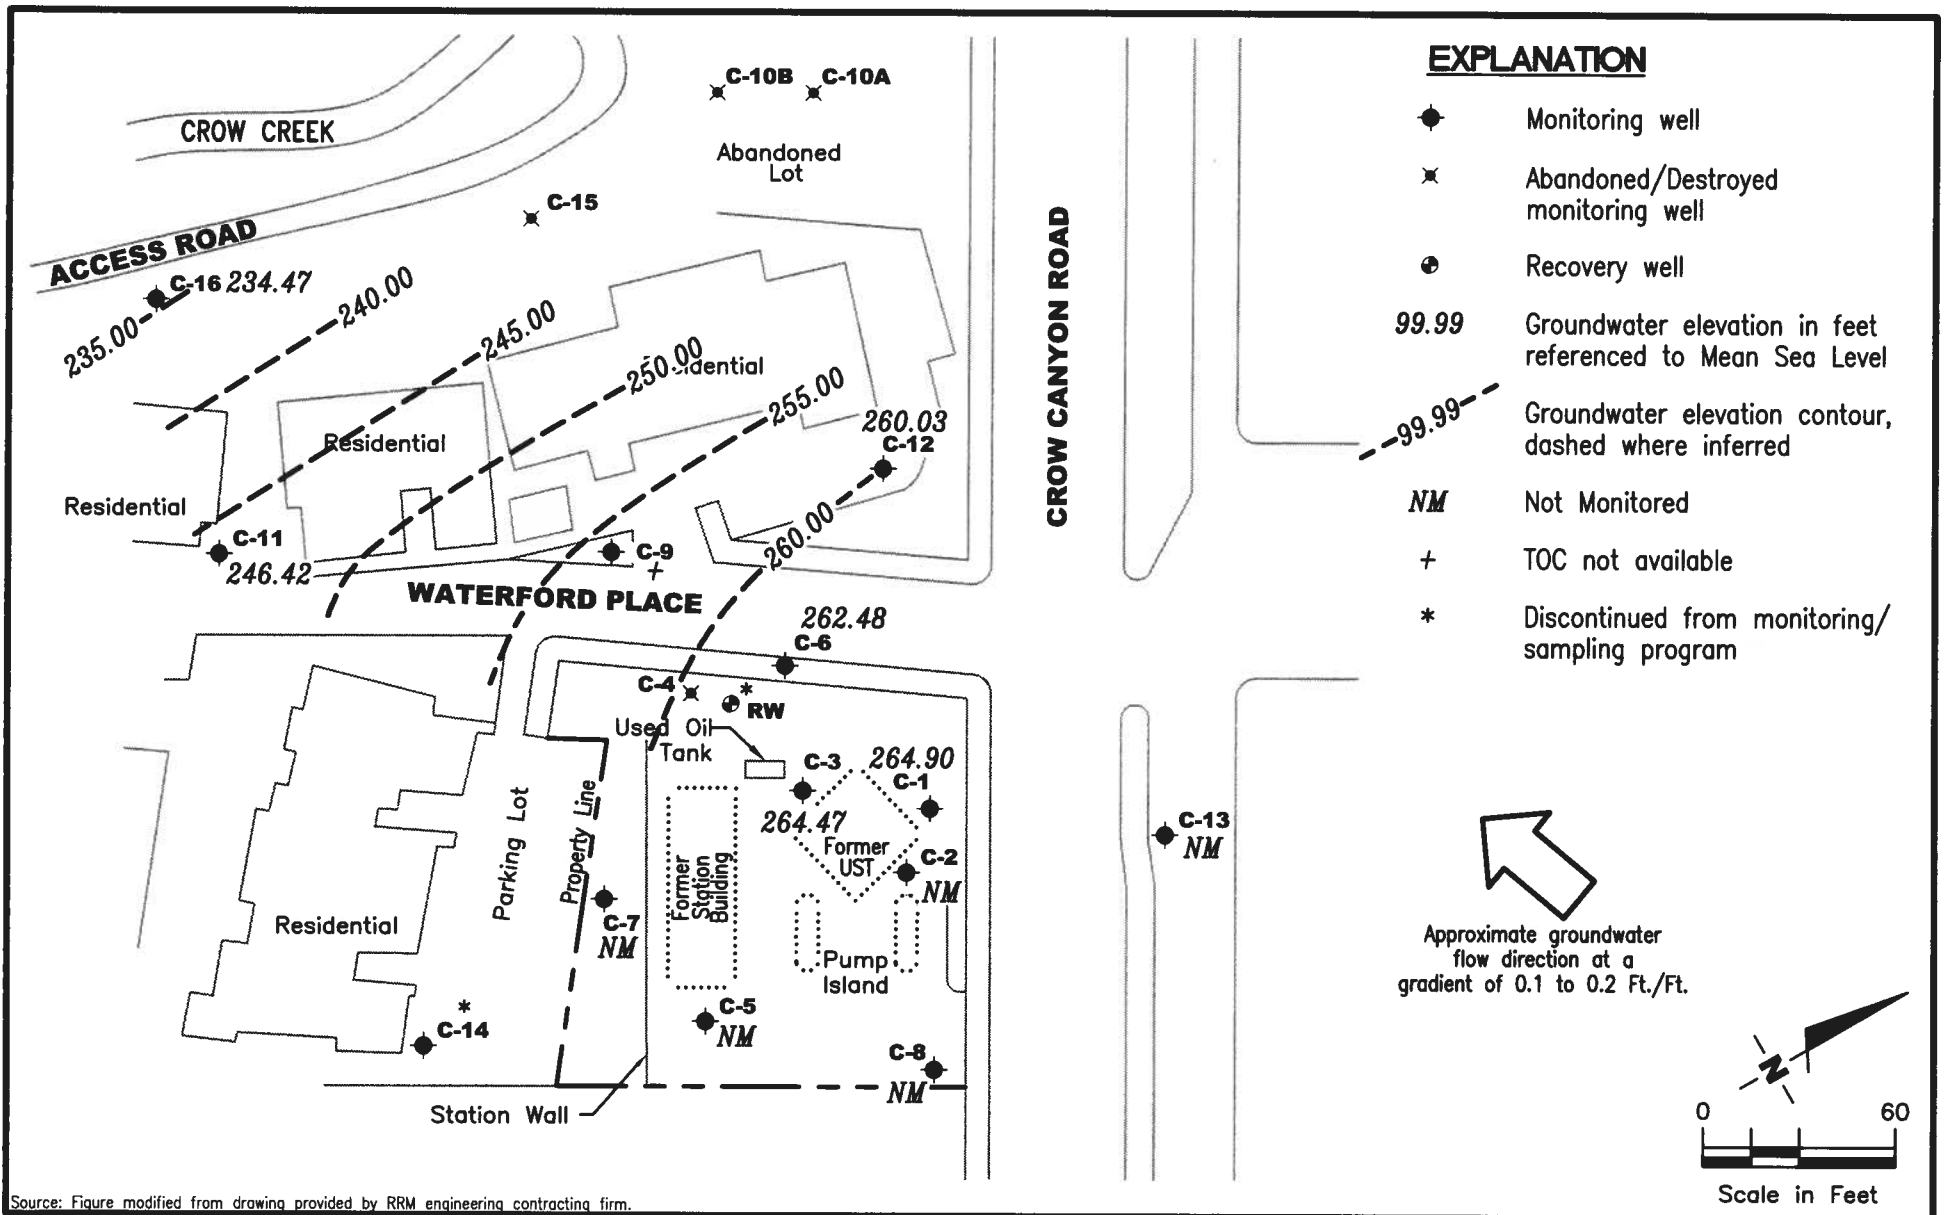 C-10B
C-10A
CROW CREEK
Abandoned
Lot
C-15
ACCESS ROAD
C-16 234.47
235.00
240.00
245.00
250.00
idential
255.00
260.03
C-12
Residential
Residential
C-11
246.42
C-9
+
260.00
WATERFORD PLACE
CROW CANYON ROAD
262.48
C-6
C-4
*
RW
Used Oil
Tank
C-3
264.90
C-1
264.47
Former
UST
C-2
NM
Former
Station
Building
Parking Lot
Property Line
Residential
C-7
NM
Pump
Island
C-13
NM
*
C-14
C-5
NM
C-8
NM
Station Wall
EXPLANATION
Monitoring well
Abandoned/Destroyed
monitoring well
Recovery well
99.99 Groundwater elevation in feet
referenced to Mean Sea Level
99.99 Groundwater elevation contour,
dashed where inferred
NM Not Monitored
+ TOC not available
* Discontinued from monitoring/
sampling program
Approximate groundwater
flow direction at a
gradient of 0.1 to 0.2 Ft./Ft.
N
0 60
Scale in Feet
Source: Figure modified from drawing provided by RRM engineering contracting firm.